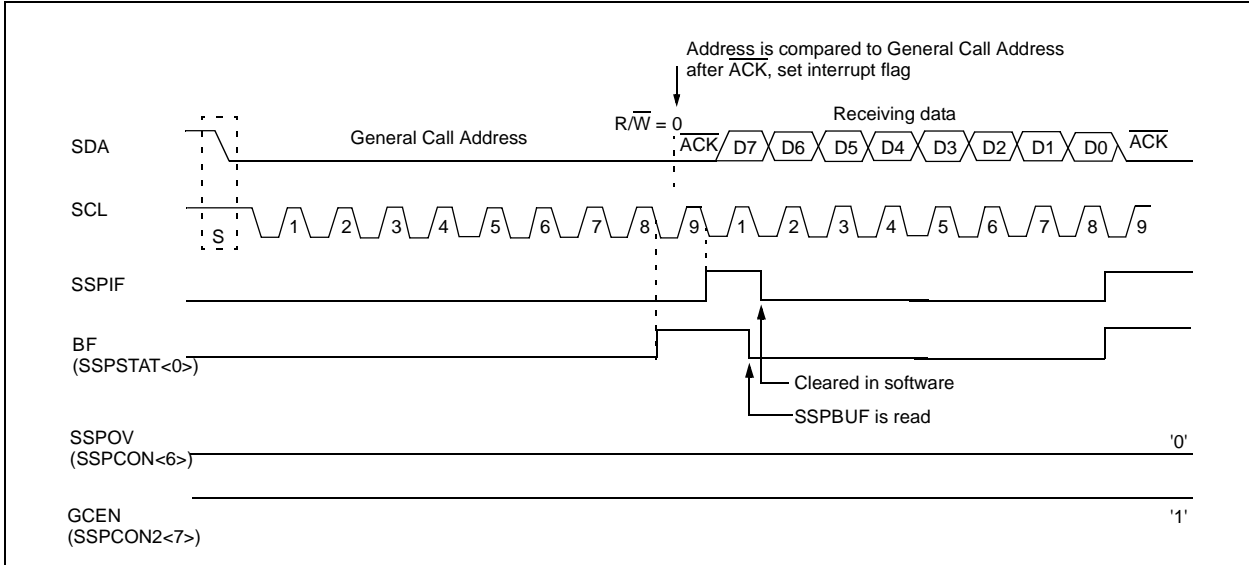 Address is compared to General Call Address
after ACK, set interrupt flag
R/W = 0
Receiving data
SDA
General Call Address
ACK D7 D6 D5 D4 D3 D2 D1 D0 ACK
SCL
S
1 2 3 4 5 6 7 8 9 1 2 3 4 5 6 7 8 9
SSPIF
BF
(SSPSTAT<0>)
Cleared in software
SSPBUF is read
SSPOV
(SSPCON<6>)
'0'
GCEN
(SSPCON2<7>)
'1'